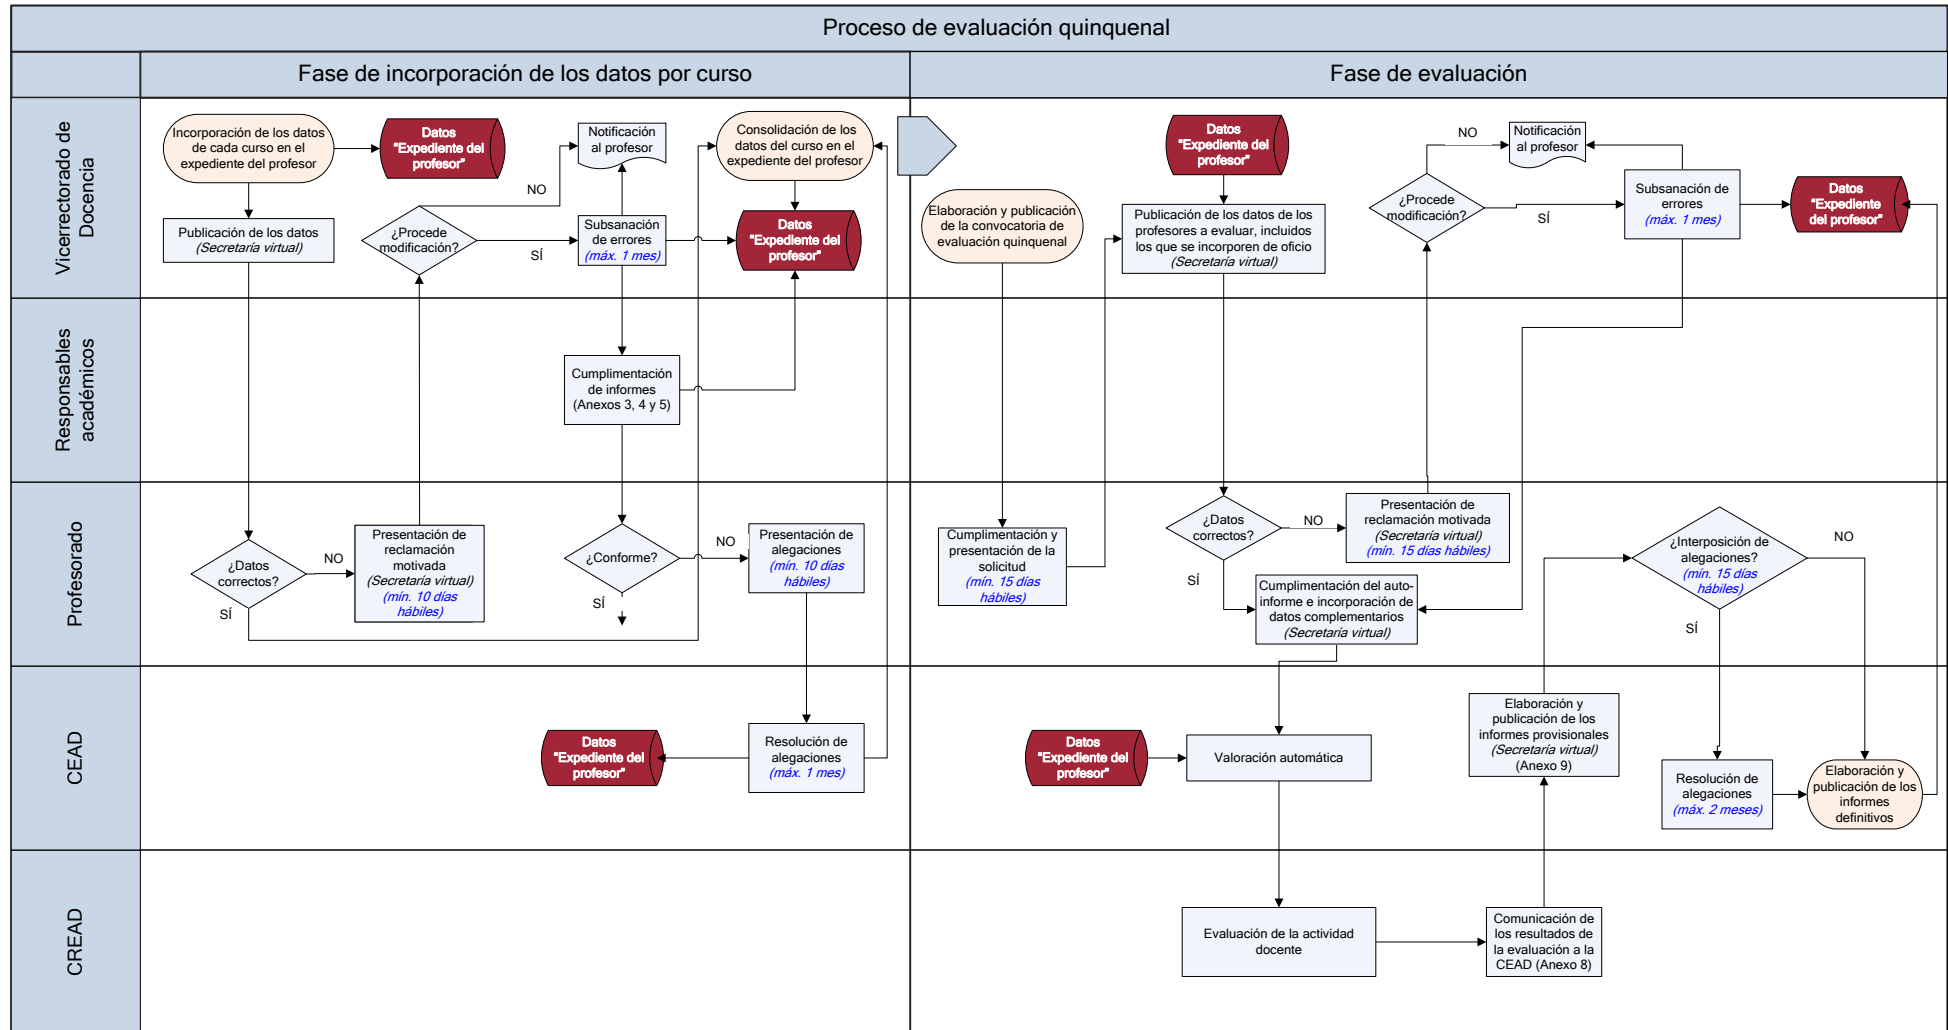 Proceso de evaluación quinquenal
Fase de incorporación de los datos por curso
Fase de evaluación
Vicerrectorado de
Docencia
Incorporación de los datos
de cada curso en el
expediente del profesor
Datos
"Expediente del
profesor"
Notificación
al profesor
Consolidación de los
datos del curso en el
expediente del profesor
NO
Publicación de los datos
(Secretaría virtual)
¿Procede
modificación?
SÍ
Subsanación
de errores
(máx. 1 mes)
Datos
"Expediente del
profesor"
Elaboración y publicación
de la convocatoria de
evaluación quinquenal
Datos
"Expediente del
profesor"
Publicación de los datos de los
profesores a evaluar, incluidos
los que se incorporen de oficio
(Secretaría virtual)
NO
Notificación
al profesor
¿Procede
modificación?
SÍ
Subsanación de
errores
(máx. 1 mes)
Datos
"Expediente
del profesor"
Responsables
académicos
Cumplimentación
de informes
(Anexos 3, 4 y 5)
Profesorado
¿Datos
correctos?
NO
SÍ
Presentación de
reclamación
motivada
(Secretaría virtual)
(mín. 10 días
hábiles)
¿Conforme?
NO
SÍ
Presentación de
alegaciones
(mín. 10 días
hábiles)
Cumplimentación y
presentación de la
solicitud
(mín. 15 días
hábiles)
¿Datos
correctos?
NO
SÍ
Presentación de
reclamación motivada
(Secretaría virtual)
(mín. 15 días hábiles)
Cumplimentación del auto-
informe e incorporación de
datos complementarios
(Secretaría virtual)
¿Interposición de
alegaciones?
(mín. 15 días
hábiles)
NO
SÍ
CEAD
Datos
"Expediente del
profesor"
Resolución de
alegaciones
(máx. 1 mes)
Datos
"Expediente del
profesor"
Valoración automática
Elaboración y
publicación de los
informes provisionales
(Secretaría virtual)
(Anexo 9)
Resolución de
alegaciones
(máx. 2 meses)
Elaboración y
publicación de los
informes
definitivos
CREAD
Evaluación de la actividad
docente
Comunicación de
los resultados de
la evaluación a la
CEAD (Anexo 8)